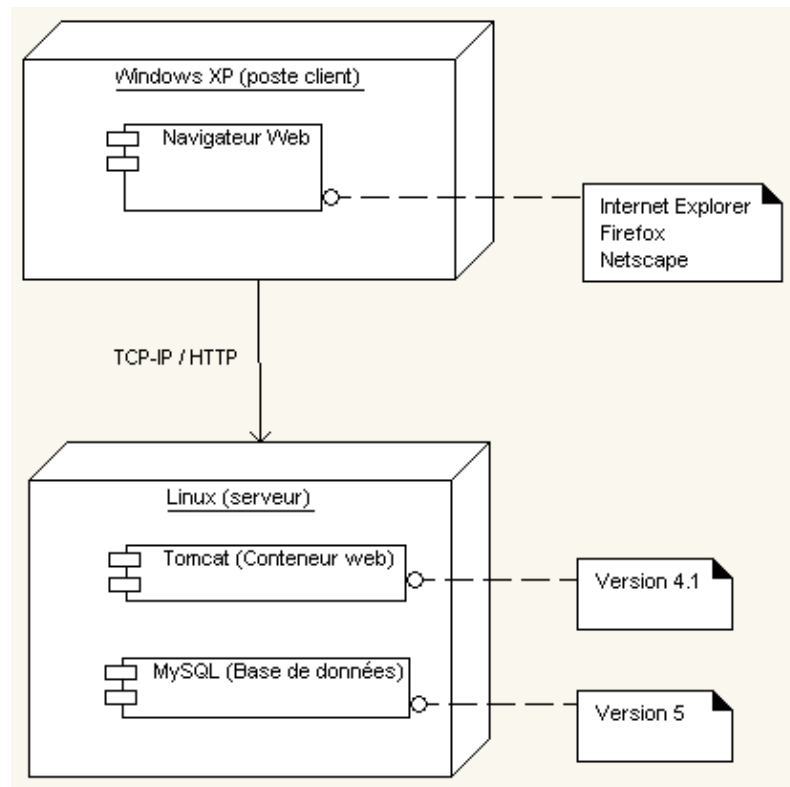 Windows XP (poste client)
Navigateur Web
Internet Explorer
Firefox
Netscape
TCP-IP / HTTP
Linux (serveur)
Tomcat (Conteneur web)
Version 4.1
MySQL (Base de données)
Version 5